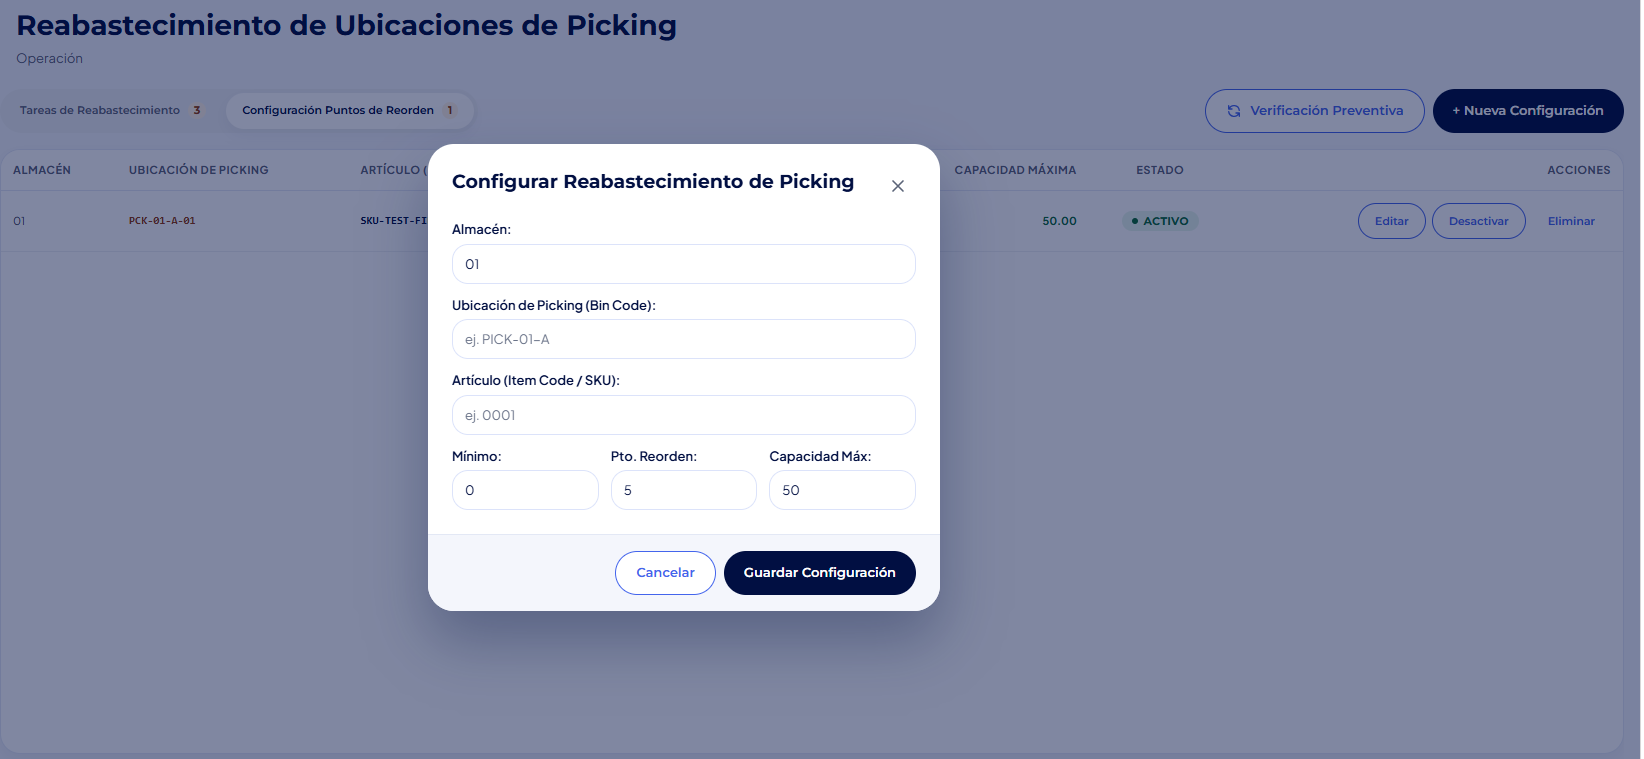 Reabastecimiento de Ubicaciones de Picking
Operación
Tareas de Reabastecimiento 3
Configuración Puntos de Reorden 1
Verificación Preventiva
+ Nueva Configuración
ALMACÉN UBICACIÓN DE PICKING ARTÍCULO ( CAPACIDAD MÁXIMA ESTADO ACCIONES
01 PCK-01-A-01 SKU-TEST-FI 50.00 ACTIVO Editar Desactivar Eliminar
Configurar Reabastecimiento de Picking
Almacén:
01
Ubicación de Picking (Bin Code):
ej. PICK-01-A
Artículo (Item Code / SKU):
ej. 0001
Mínimo: Pto. Reorden: Capacidad Máx:
0 5 50
Cancelar Guardar Configuración